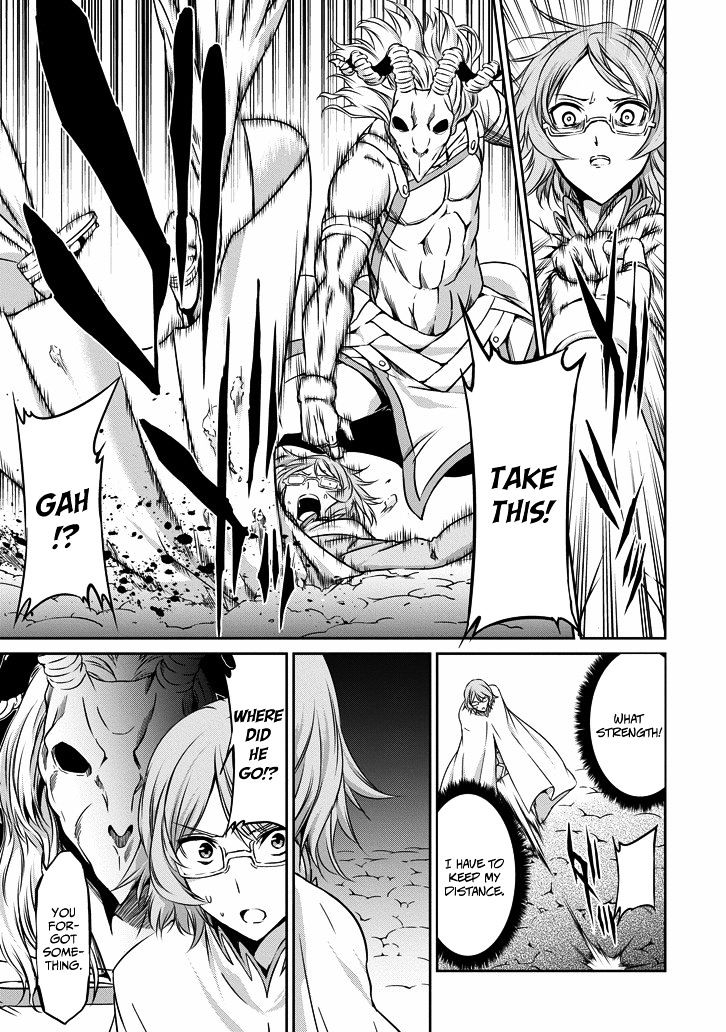 TAKE
THIS!
GAH
!?
WHAT
STRENGTH!
I HAVE TO
KEEP MY
DISTANCE.
WHERE
DID
HE
GO!?
YOU
FOR-
GOT
SOME-
THING.